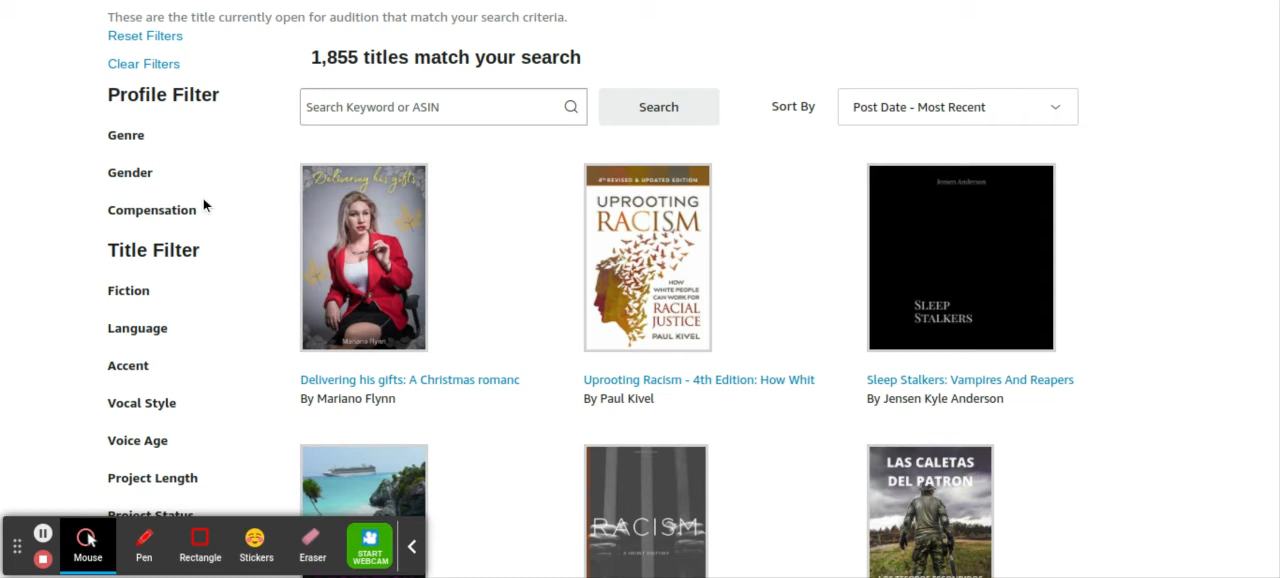 These are the title currently open for audition that match your search criteria.
Reset Filters
Clear Filters
1,855 titles match your search
Profile Filter
Search Keyword or ASIN
Search
Sort By
Post Date - Most Recent
Genre
Gender
Compensation
Title Filter
Fiction
Language
Accent
Vocal Style
Voice Age
Project Length
Project Status
Delivering his gifts
Mariano Flynn
4TH REVISED & UPDATED EDITION
UPROOTING
RACISM
HOW
WHITE PEOPLE
CAN WORK FOR
RACIAL
JUSTICE
PAUL KIVEL
Jensen Anderson
SLEEP
STALKERS
Delivering his gifts: A Christmas romanc
By Mariano Flynn
Uprooting Racism - 4th Edition: How Whit
By Paul Kivel
Sleep Stalkers: Vampires And Reapers
By Jensen Kyle Anderson
RACISM
A SHORT HISTORY
LAS CALETAS
DEL PATRON
Mouse
Pen
Rectangle
Stickers
Eraser
START
WEBCAM